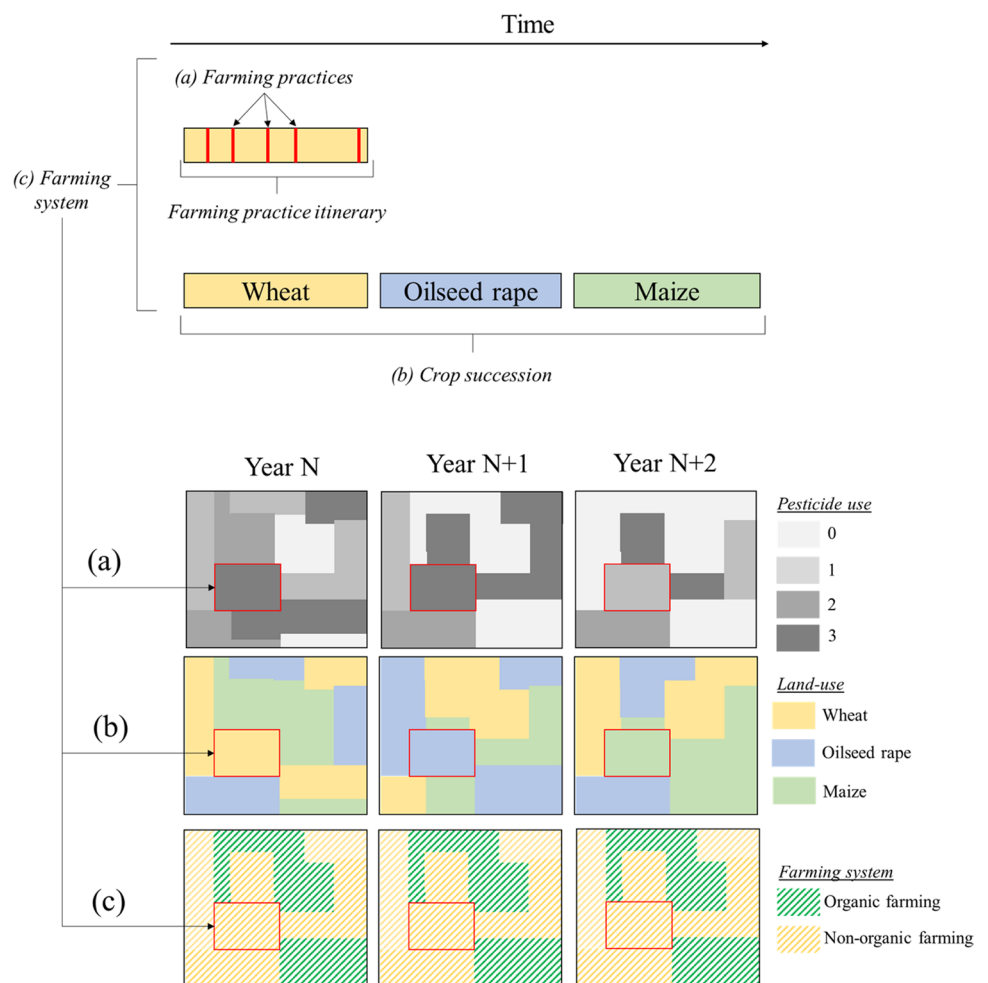 Time
(a) Farming practices
(c) Farming
system
Farming practice itinerary
Wheat
Oilseed rape
Maize
(b) Crop succession
Year N
Year N+1
Year N+2
(a)
Pesticide use
0
1
2
3
(b)
Land-use
Wheat
Oilseed rape
Maize
(c)
Farming system
Organic farming
Non-organic farming